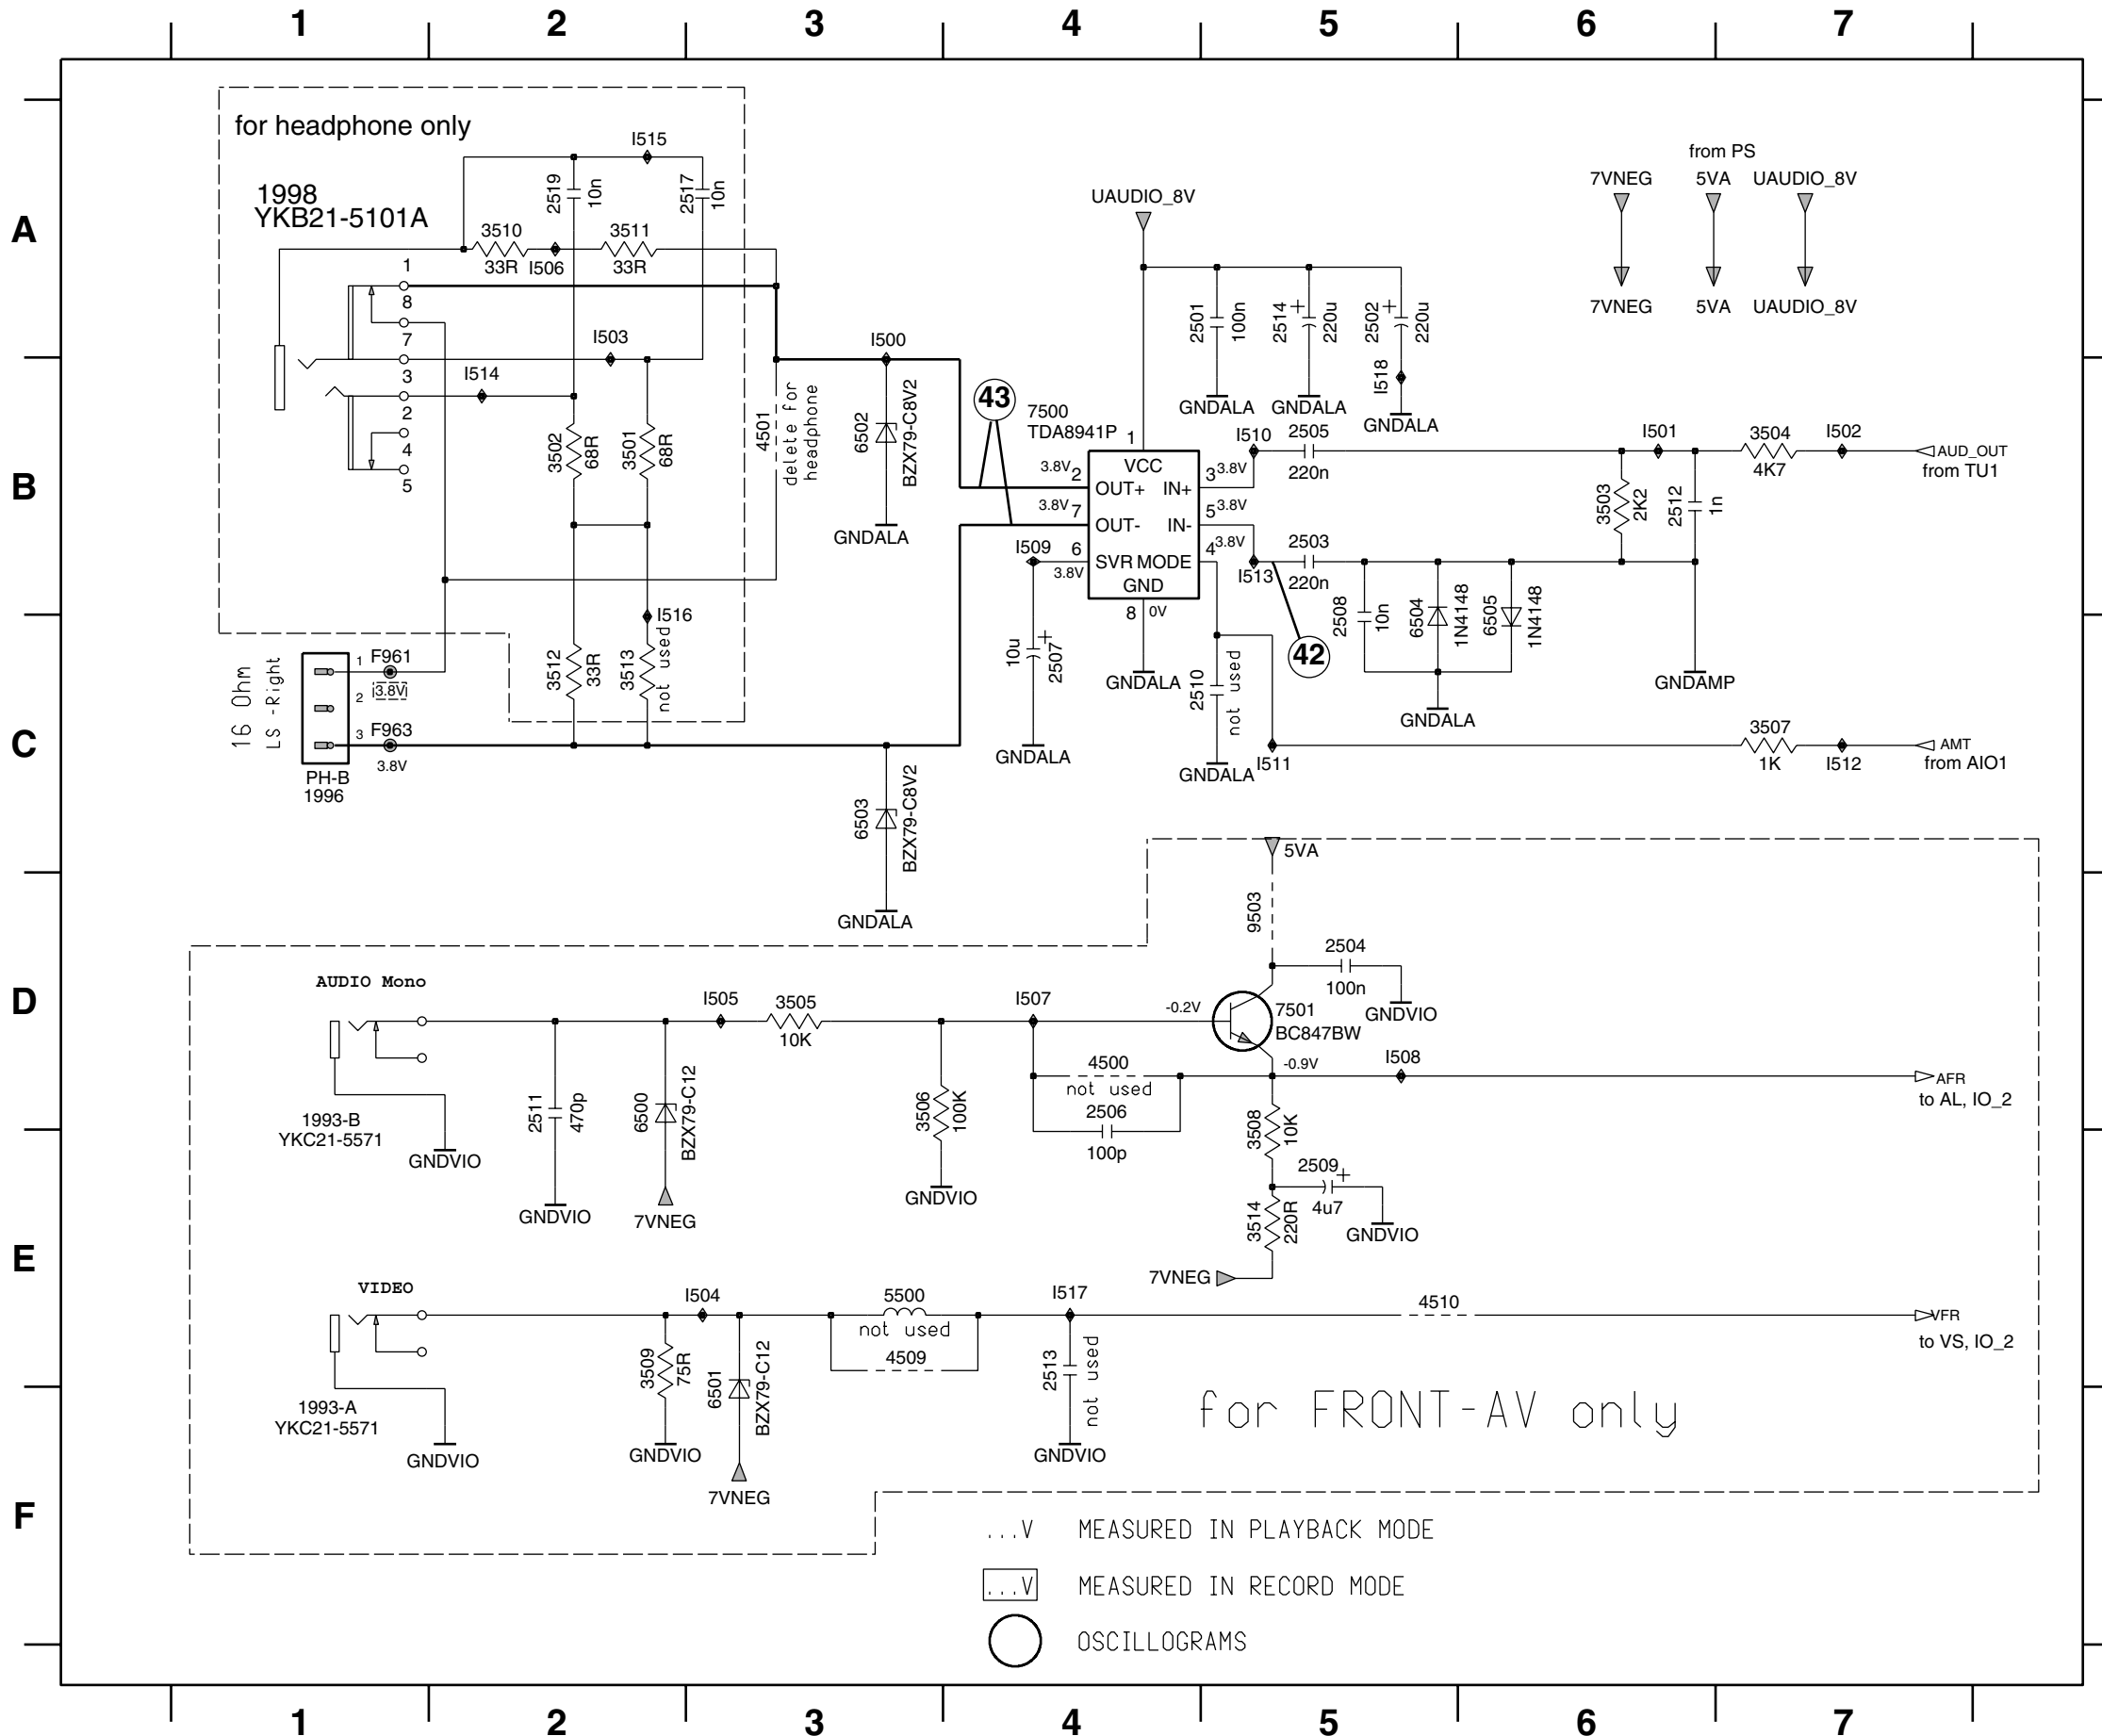 1 2 3 4 5 6 7
A
B
C
D
E
F
for headphone only
1998
YKB21-5101A
I515
2519
10n
2517
10n
3510
33R
I506
3511
33R
1
8
7
3
2
4
5
I503
I514
3502
68R
3501
68R
4501
delete for
headphone
I516
3512
33R
3513
not used
16 Ohm
LS -Right
1
2
3
F961
3.8V
F963
3.8V
PH-B
1996
I500
6502
BZX79-C8V2
GNDALA
6503
BZX79-C8V2
GNDALA
43
UAUDIO_8V
2501
100n
GNDALA
2514
+
220u
GNDALA
2502
+
220u
I518
GNDALA
7500
TDA8941P
1
VCC
3.8V 2
OUT+
IN+
3 3.8V
3.8V 7
OUT-
IN-
5 3.8V
6
3.8V
SVR MODE
4 3.8V
GND
8 0V
GNDALA
I509
10u
+
2507
GNDALA
I510
2505
220n
I513
2503
220n
42
2510
not used
GNDALA
I511
2508
10n
6504
1N4148
6505
1N4148
GNDALA
I501
3503
2K2
2512
1n
GNDAMP
3504
4K7
I502
AUD_OUT
from TU1
3507
1K
I512
AMT
from AIO1
from PS
7VNEG 5VA UAUDIO_8V
7VNEG 5VA UAUDIO_8V
AUDIO Mono
1993-B
YKC21-5571
GNDVIO
2511
470p
GNDVIO
6500
BZX79-C12
7VNEG
I505
3505
10K
3506
100K
GNDVIO
I507
4500
not used
2506
100p
-0.2V
5VA
9503
2504
100n
GNDVIO
7501
BC847BW
-0.9V
I508
AFR
to AL, IO_2
3508
10K
2509
+
4u7
GNDVIO
3514
220R
7VNEG
VIDEO
1993-A
YKC21-5571
GNDVIO
3509
75R
GNDVIO
I504
6501
BZX79-C12
7VNEG
5500
not used
4509
I517
2513
not used
GNDVIO
4510
VFR
to VS, IO_2
for FRONT-AV only
...V MEASURED IN PLAYBACK MODE
...V MEASURED IN RECORD MODE
OSCILLOGRAMS
1 2 3 4 5 6 7